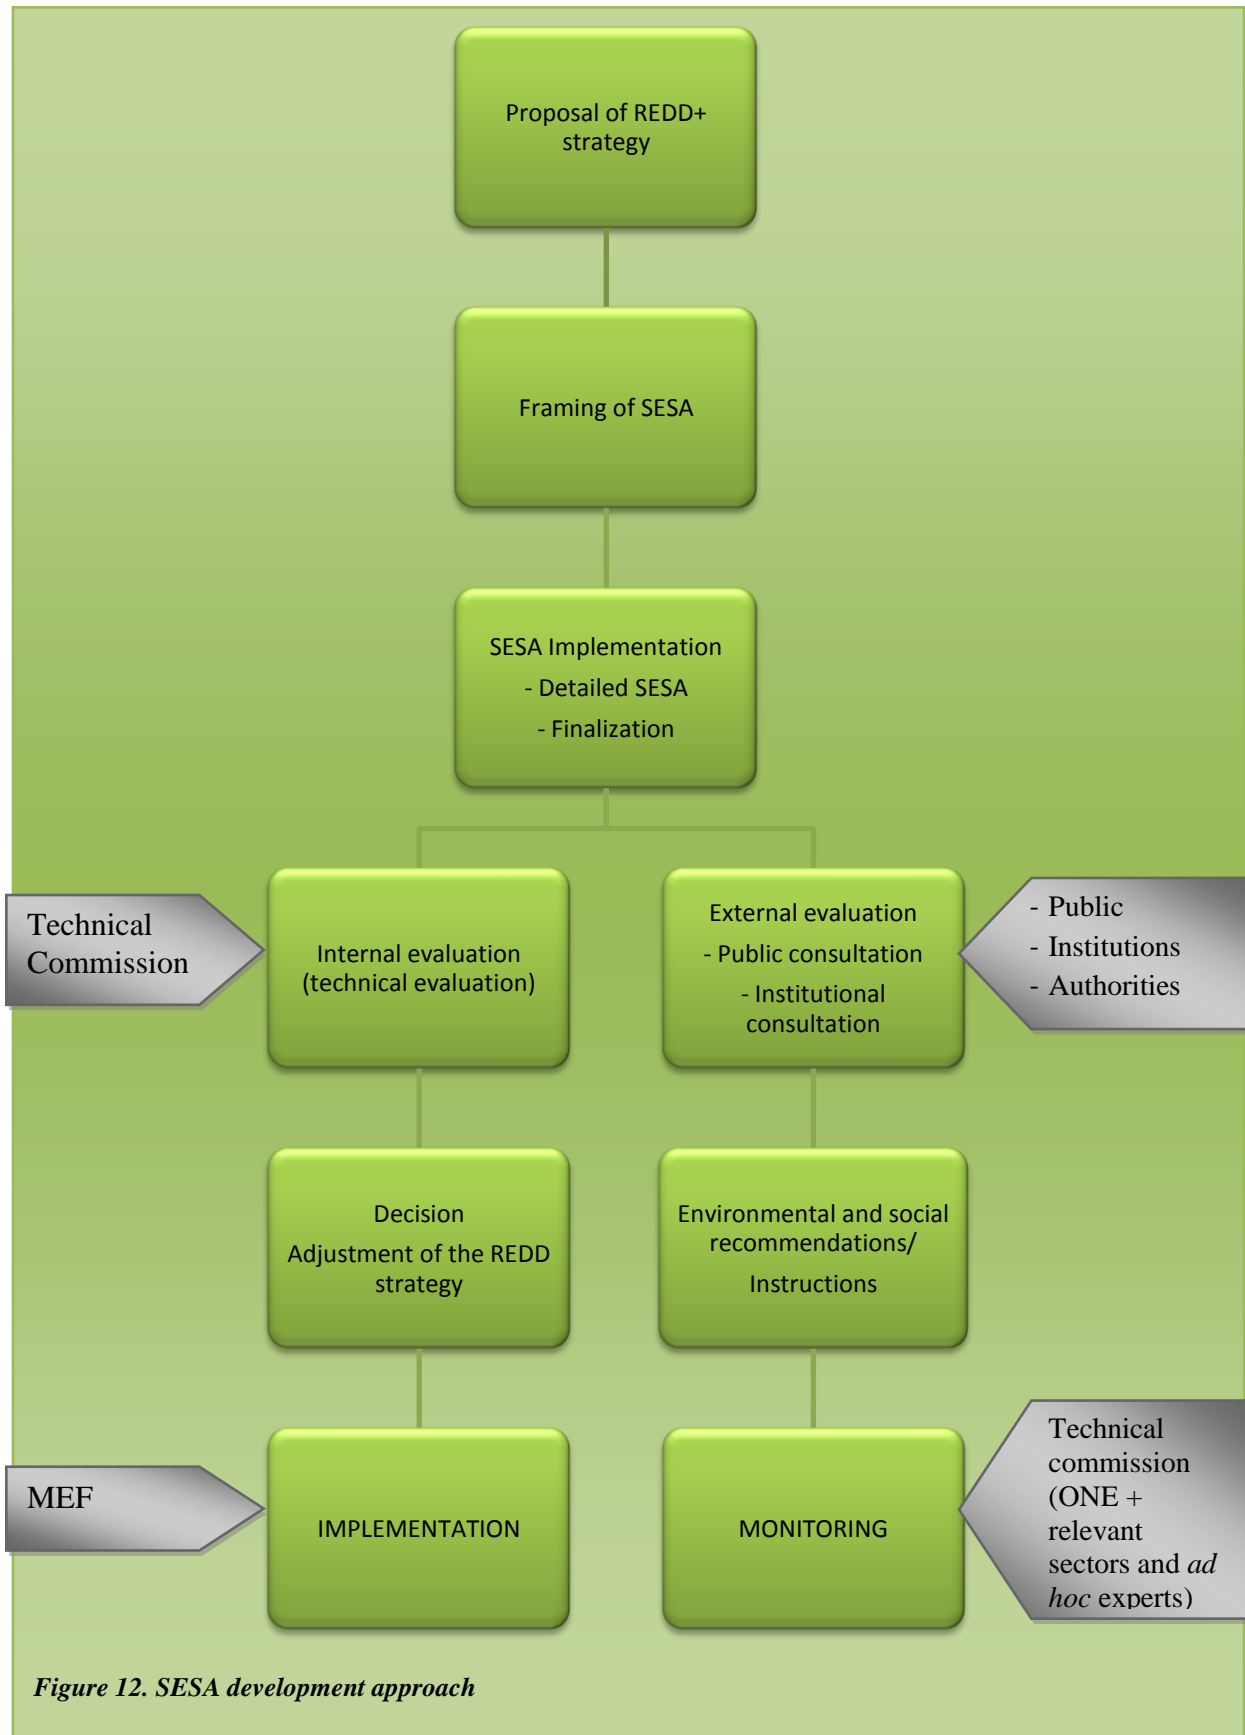 Proposal of REDD+
strategy
Framing of SESA
SESA Implementation
- Detailed SESA
- Finalization
Technical
Commission
Internal evaluation
(technical evaluation)
External evaluation
- Public consultation
- Institutional
consultation
- Public
- Institutions
- Authorities
Decision
Adjustment of the REDD
strategy
Environmental and social
recommendations/
Instructions
MEF
IMPLEMENTATION
MONITORING
Technical
commission
(ONE +
relevant
sectors and ad
hoc experts)
Figure 12. SESA development approach